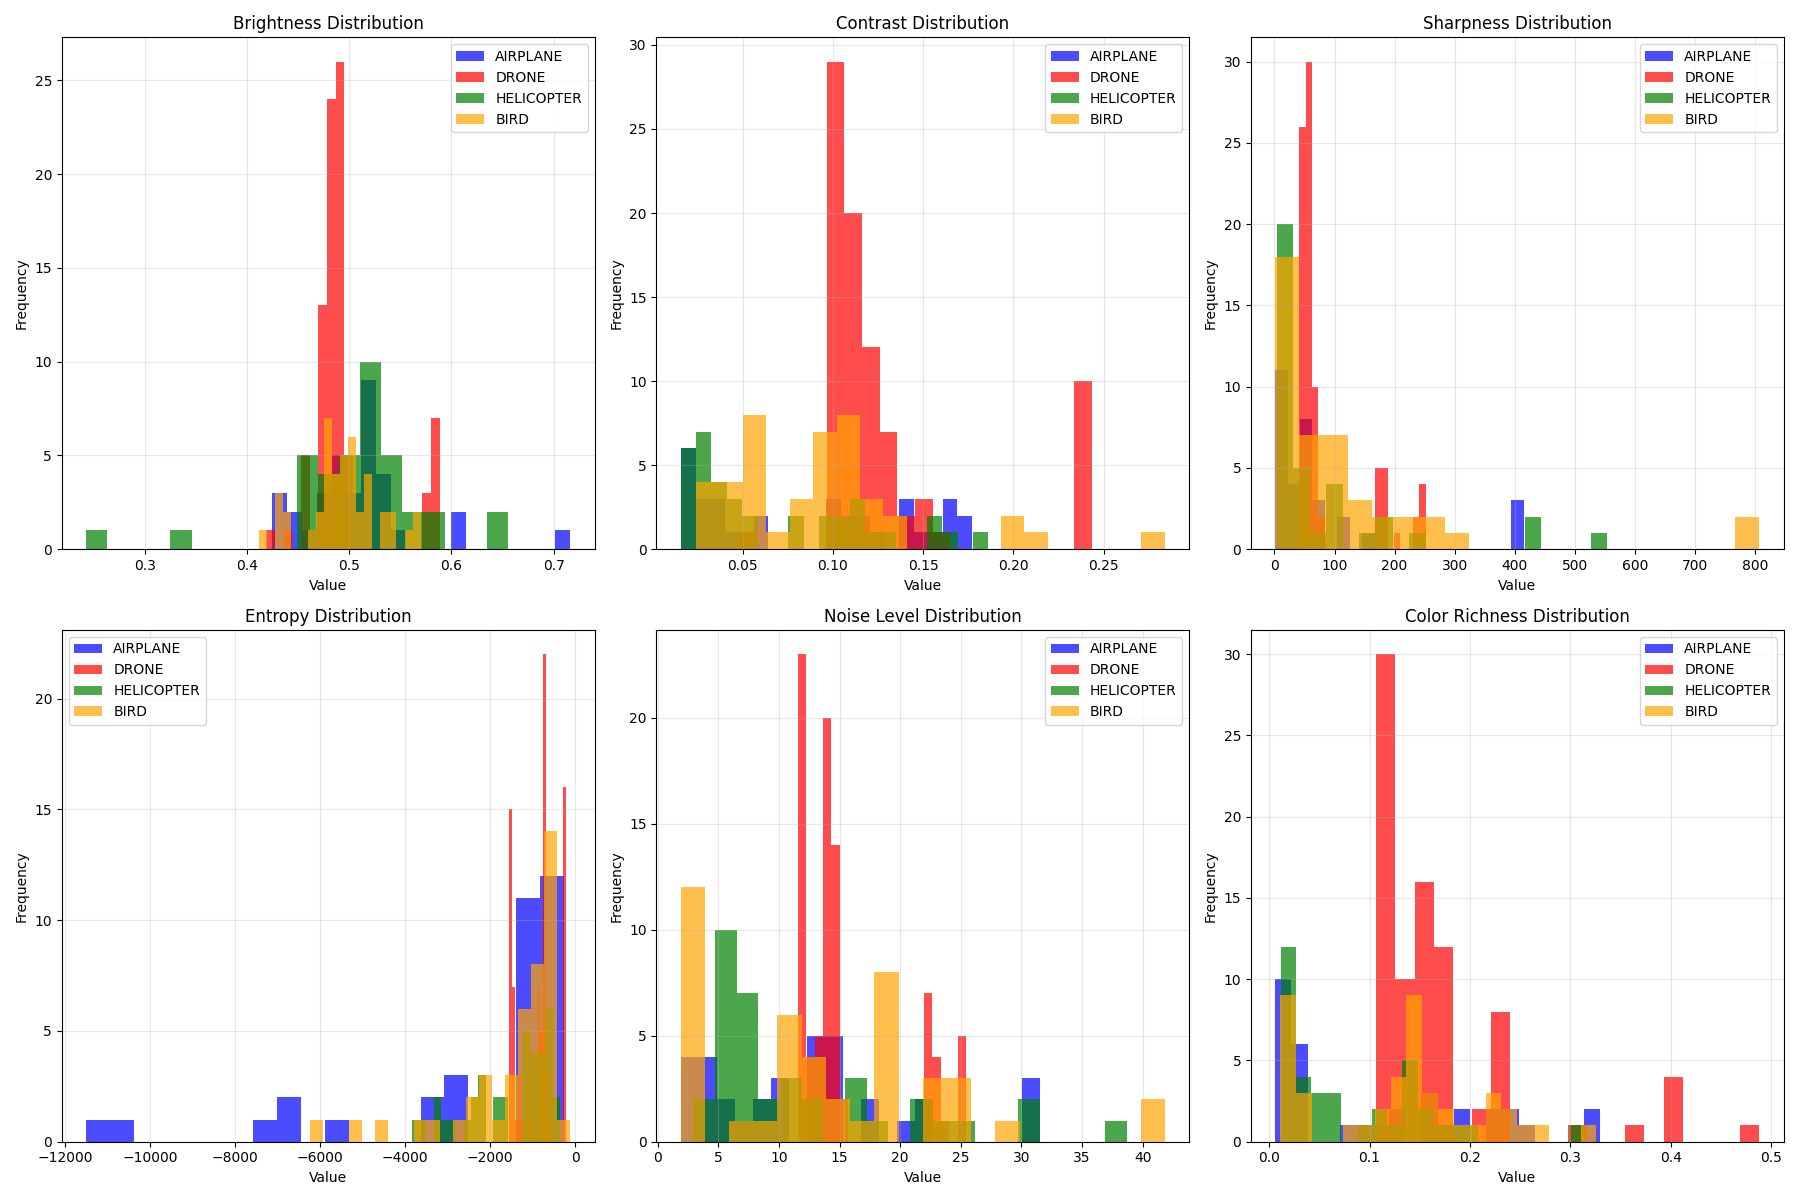 Brightness Distribution
Frequency
25
20
15
10
5
0
0.3 0.4 0.5 0.6 0.7
Value
AIRPLANE
DRONE
HELICOPTER
BIRD
Contrast Distribution
Frequency
30
25
20
15
10
5
0
0.05 0.10 0.15 0.20 0.25
Value
AIRPLANE
DRONE
HELICOPTER
BIRD
Sharpness Distribution
Frequency
30
25
20
15
10
5
0
0 100 200 300 400 500 600 700 800
Value
AIRPLANE
DRONE
HELICOPTER
BIRD
Entropy Distribution
Frequency
20
15
10
5
0
−12000 −10000 −8000 −6000 −4000 −2000 0
Value
AIRPLANE
DRONE
HELICOPTER
BIRD
Noise Level Distribution
Frequency
20
15
10
5
0
0 5 10 15 20 25 30 35 40
Value
AIRPLANE
DRONE
HELICOPTER
BIRD
Color Richness Distribution
Frequency
30
25
20
15
10
5
0
0.0 0.1 0.2 0.3 0.4 0.5
Value
AIRPLANE
DRONE
HELICOPTER
BIRD